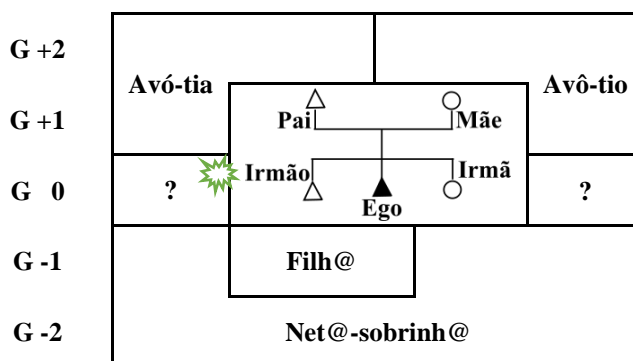 G +2
Avó-tia
Avô-tio
G +1
Pai
Mãe
Irmão
Irmã
G 0
?
?
Ego
G -1
Filh@
G -2
Net@-sobrinh@